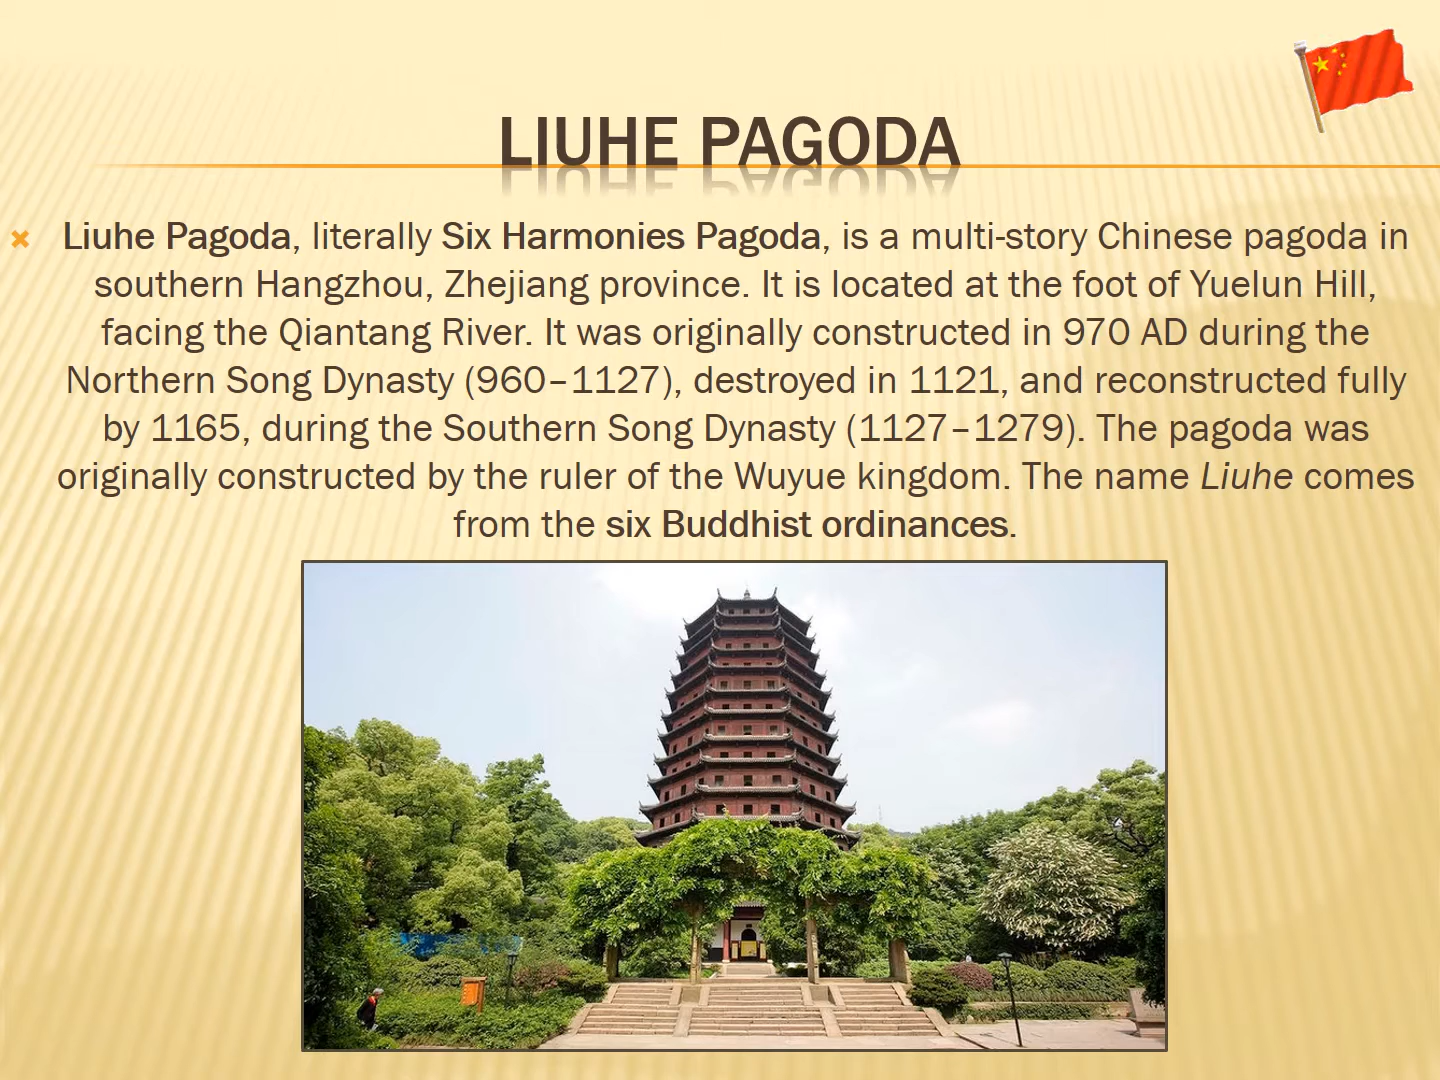 LIUHE PAGODA
Liuhe Pagoda, literally Six Harmonies Pagoda, is a multi-story Chinese pagoda in
southern Hangzhou, Zhejiang province. It is located at the foot of Yuelun Hill,
facing the Qiantang River. It was originally constructed in 970 AD during the
Northern Song Dynasty (960–1127), destroyed in 1121, and reconstructed fully
by 1165, during the Southern Song Dynasty (1127–1279). The pagoda was
originally constructed by the ruler of the Wuyue kingdom. The name Liuhe comes
from the six Buddhist ordinances.